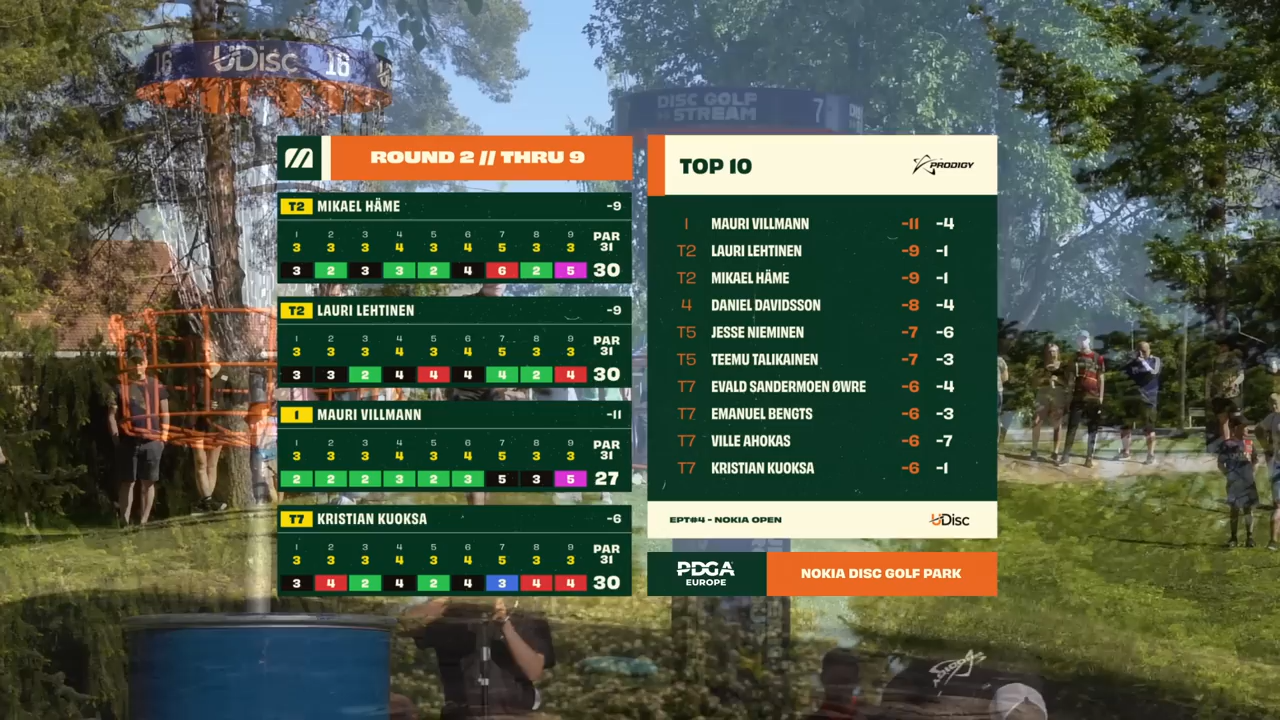 16 UDisc 16
DISC GOLF
STREAM
7
ROUND 2 // THRU 9
T2 MIKAEL HÄME -9
1 2 3 4 5 6 7 8 9 PAR
3 3 3 4 3 4 5 3 3 31
3 2 3 3 2 4 6 2 5 30
T2 LAURI LEHTINEN -9
1 2 3 4 5 6 7 8 9 PAR
3 3 3 4 3 4 5 3 3 31
3 3 2 4 4 4 4 2 4 30
1 MAURI VILLMANN -11
1 2 3 4 5 6 7 8 9 PAR
3 3 3 4 3 4 5 3 3 31
2 2 2 3 2 3 5 3 5 27
T7 KRISTIAN KUOKSA -6
1 2 3 4 5 6 7 8 9 PAR
3 3 3 4 3 4 5 3 3 31
3 4 2 4 2 4 3 4 4 30
TOP 10 PRODIGY
1 MAURI VILLMANN -11 -4
T2 LAURI LEHTINEN -9 -1
T2 MIKAEL HÄME -9 -1
4 DANIEL DAVIDSSON -8 -4
T5 JESSE NIEMINEN -7 -6
T5 TEEMU TALIKAINEN -7 -3
T7 EVALD SANDERMOEN ØWRE -6 -4
T7 EMANUEL BENGTS -6 -3
T7 VILLE AHOKAS -6 -7
T7 KRISTIAN KUOKSA -6 -1
EPT#4 - NOKIA OPEN UDisc
PDGA
EUROPE
NOKIA DISC GOLF PARK